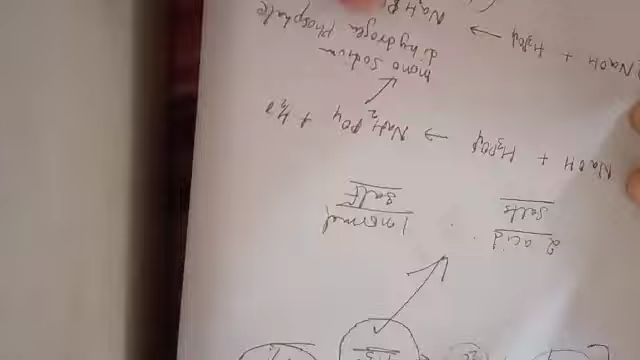 2 acid
salts
1 normal
salt
NaOH + H3PO4 → NaH2PO4 + H2O
mono sodium
dihydrogen phosphate
NaOH + H3PO4 →